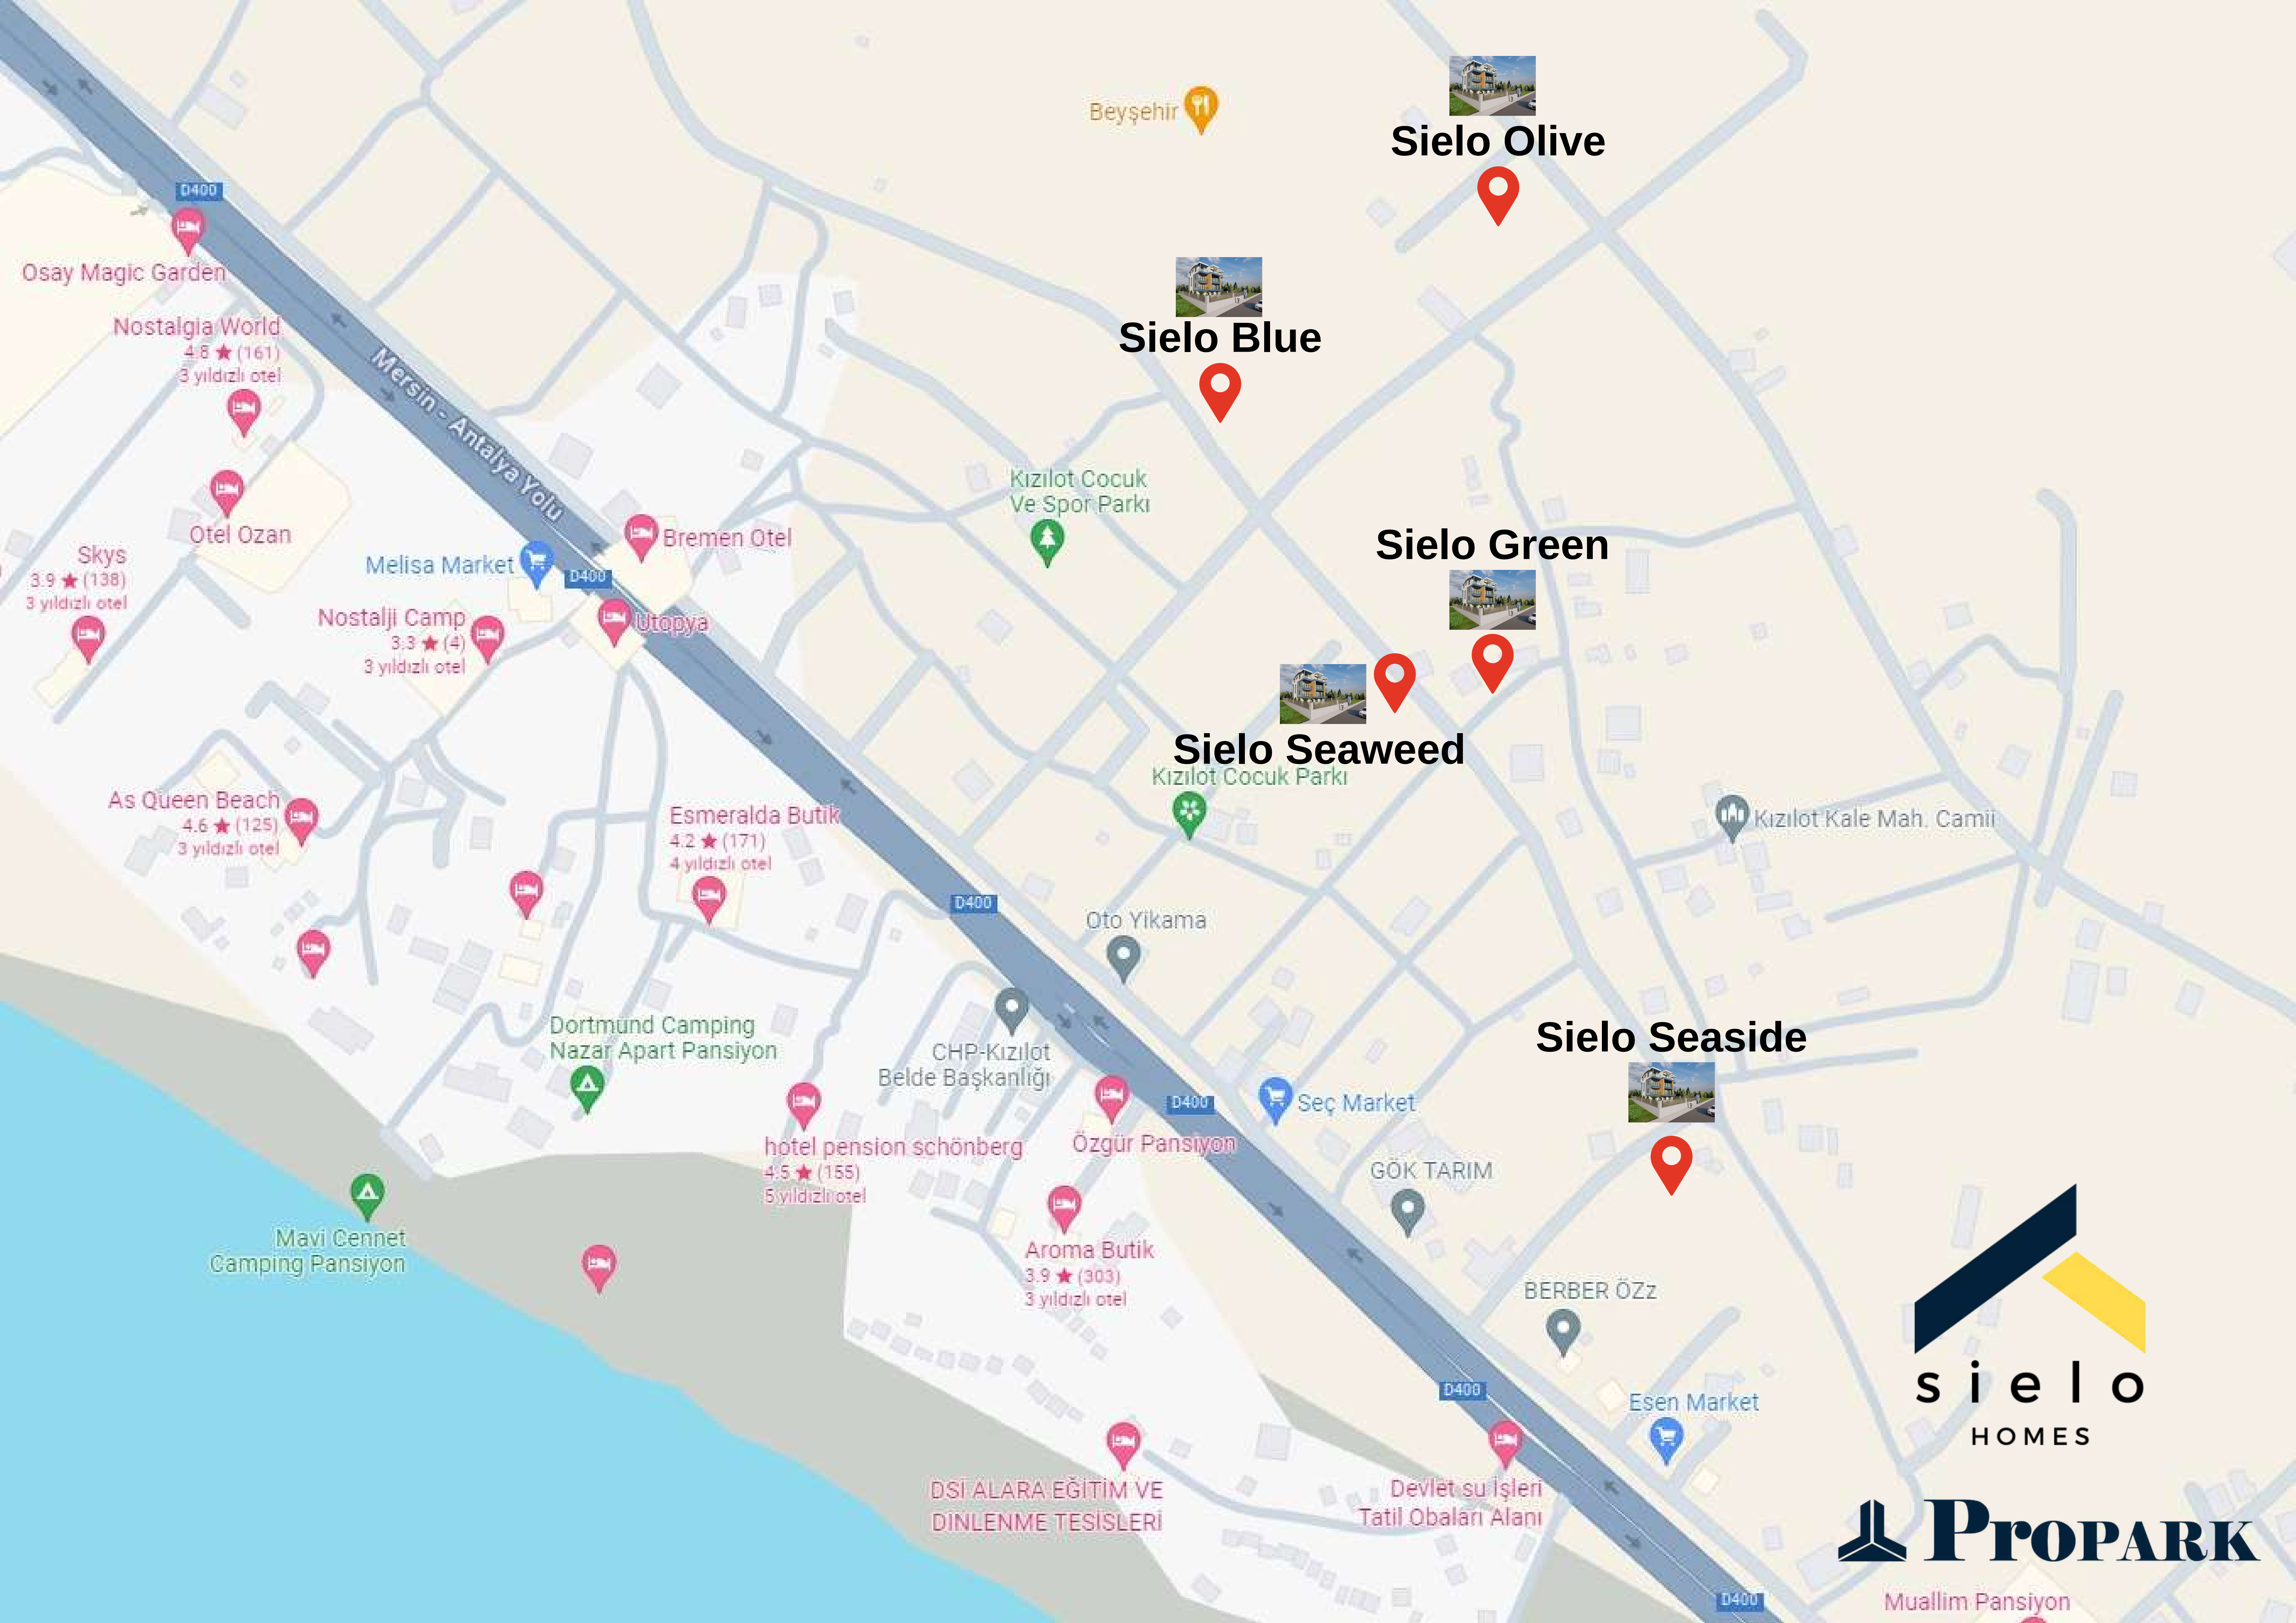 Beyşehir
Sielo Olive
D400
Osay Magic Garden
Nostalgia World
4.8 ★ (161)
3 yıldızlı otel
Sielo Blue
Mersin - Antalya Yolu
Otel Ozan
Kızılot Çocuk
Ve Spor Parkı
Skys
3.9 ★ (138)
3 yıldızlı otel
Melisa Market
D400
Bremen Otel
Sielo Green
Nostalji Camp
3.3 ★ (4)
3 yıldızlı otel
Utopya
Sielo Seaweed
Kızılot Çocuk Parkı
As Queen Beach
4.6 ★ (125)
3 yıldızlı otel
Esmeralda Butik
4.2 ★ (171)
4 yıldızlı otel
Kızılot Kale Mah. Camii
D400
Oto Yikama
Dortmund Camping
Nazar Apart Pansiyon
CHP-Kızılot
Belde Başkanlığı
Sielo Seaside
D400
Seç Market
hotel pension schönberg
4.5 ★ (155)
5 yıldızlı otel
Özgür Pansiyon
GÖK TARIM
Mavi Cennet
Camping Pansiyon
Aroma Butik
3.9 ★ (303)
3 yıldızlı otel
BERBER ÖZz
D400
Esen Market
sielo
HOMES
DSİ ALARA EĞİTİM VE
DİNLENME TESİSLERİ
Devlet su İşleri
Tatil Obaları Alanı
PROPARK
D400
Muallim Pansiyon